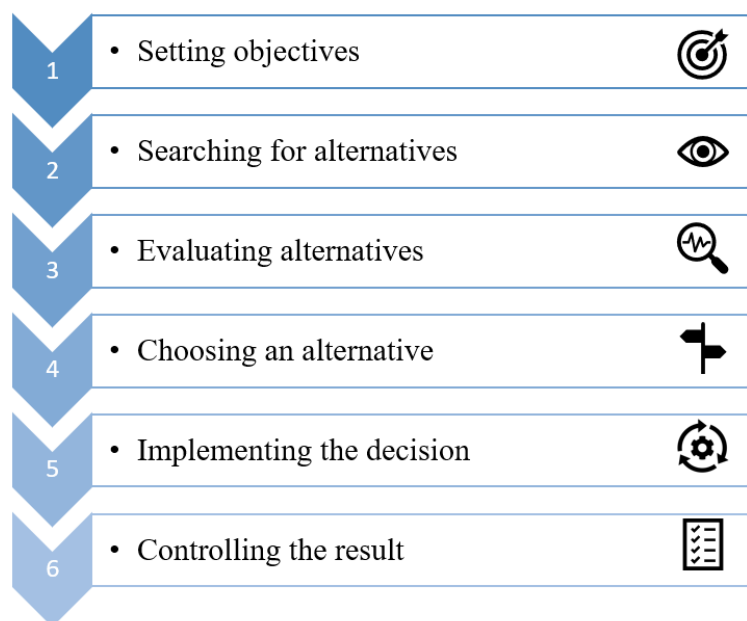 1 • Setting objectives
2 • Searching for alternatives
3 • Evaluating alternatives
4 • Choosing an alternative
5 • Implementing the decision
6 • Controlling the result